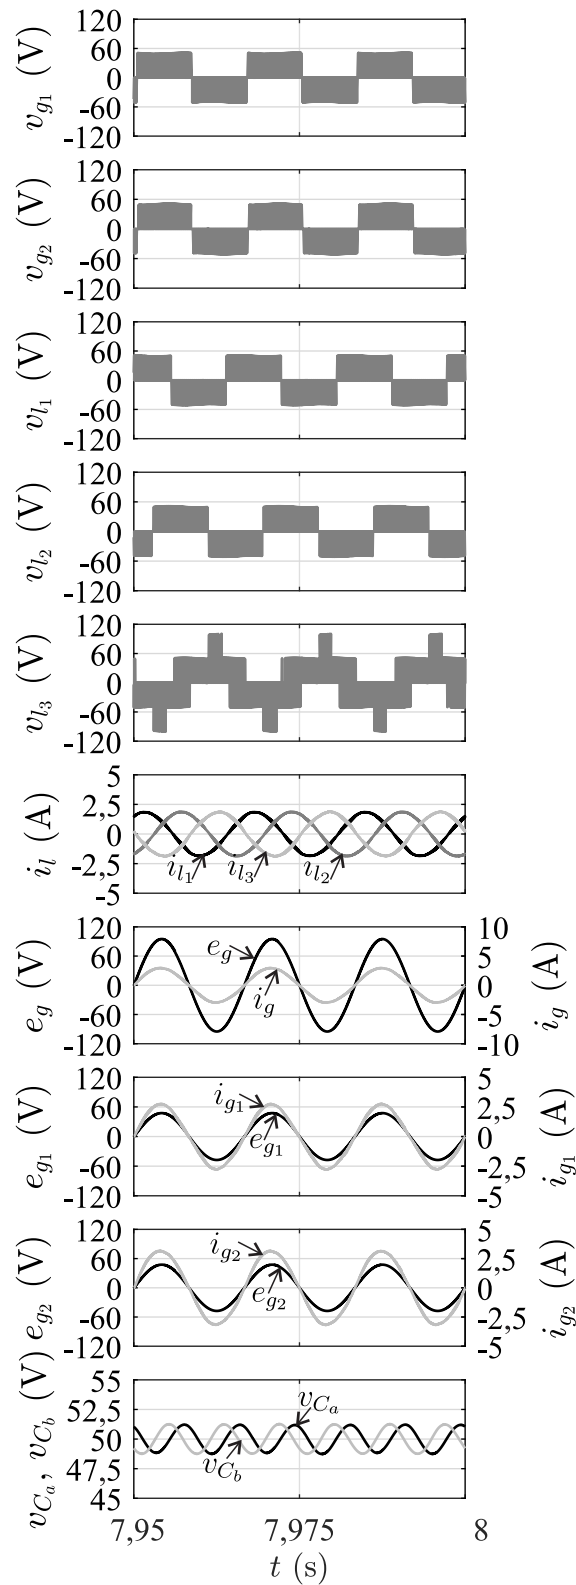 120
60
0
-60
-120
v_{g_1} (V)
120
60
0
-60
-120
v_{g_2} (V)
120
60
0
-60
-120
v_{l_1} (V)
120
60
0
-60
-120
v_{l_2} (V)
120
60
0
-60
-120
v_{l_3} (V)
5
2,5
0
-2,5
-5
i_l (A)
i_{l_1} i_{l_3} i_{l_2}
120
60
0
-60
-120
e_g (V)
e_g
i_g
10
5
0
-5
-10
i_g (A)
120
60
0
-60
-120
e_{g_1} (V)
i_{g_1}
e_{g_1}
5
2,5
0
-2,5
-5
i_{g_1} (A)
120
60
0
-60
-120
e_{g_2} (V)
i_{g_2}
e_{g_2}
5
2,5
0
-2,5
-5
i_{g_2} (A)
55
52,5
50
47,5
45
v_{C_a}, v_{C_b} (V)
v_{C_a}
v_{C_b}
7,95 7,975 8
t (s)